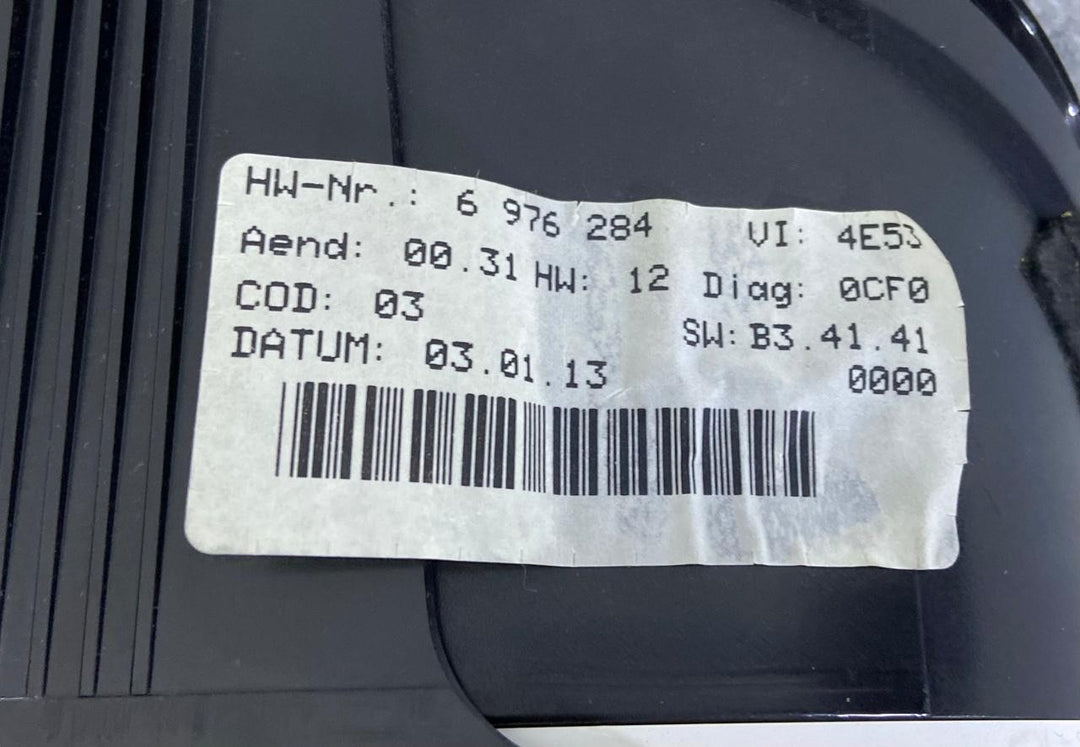 HW-Nr.: 6 976 284 VI: 4E53
Aend: 00.31 HW: 12 Diag: 0CF0
COD: 03 SW: B3.41.41
DATUM: 03.01.13 0000